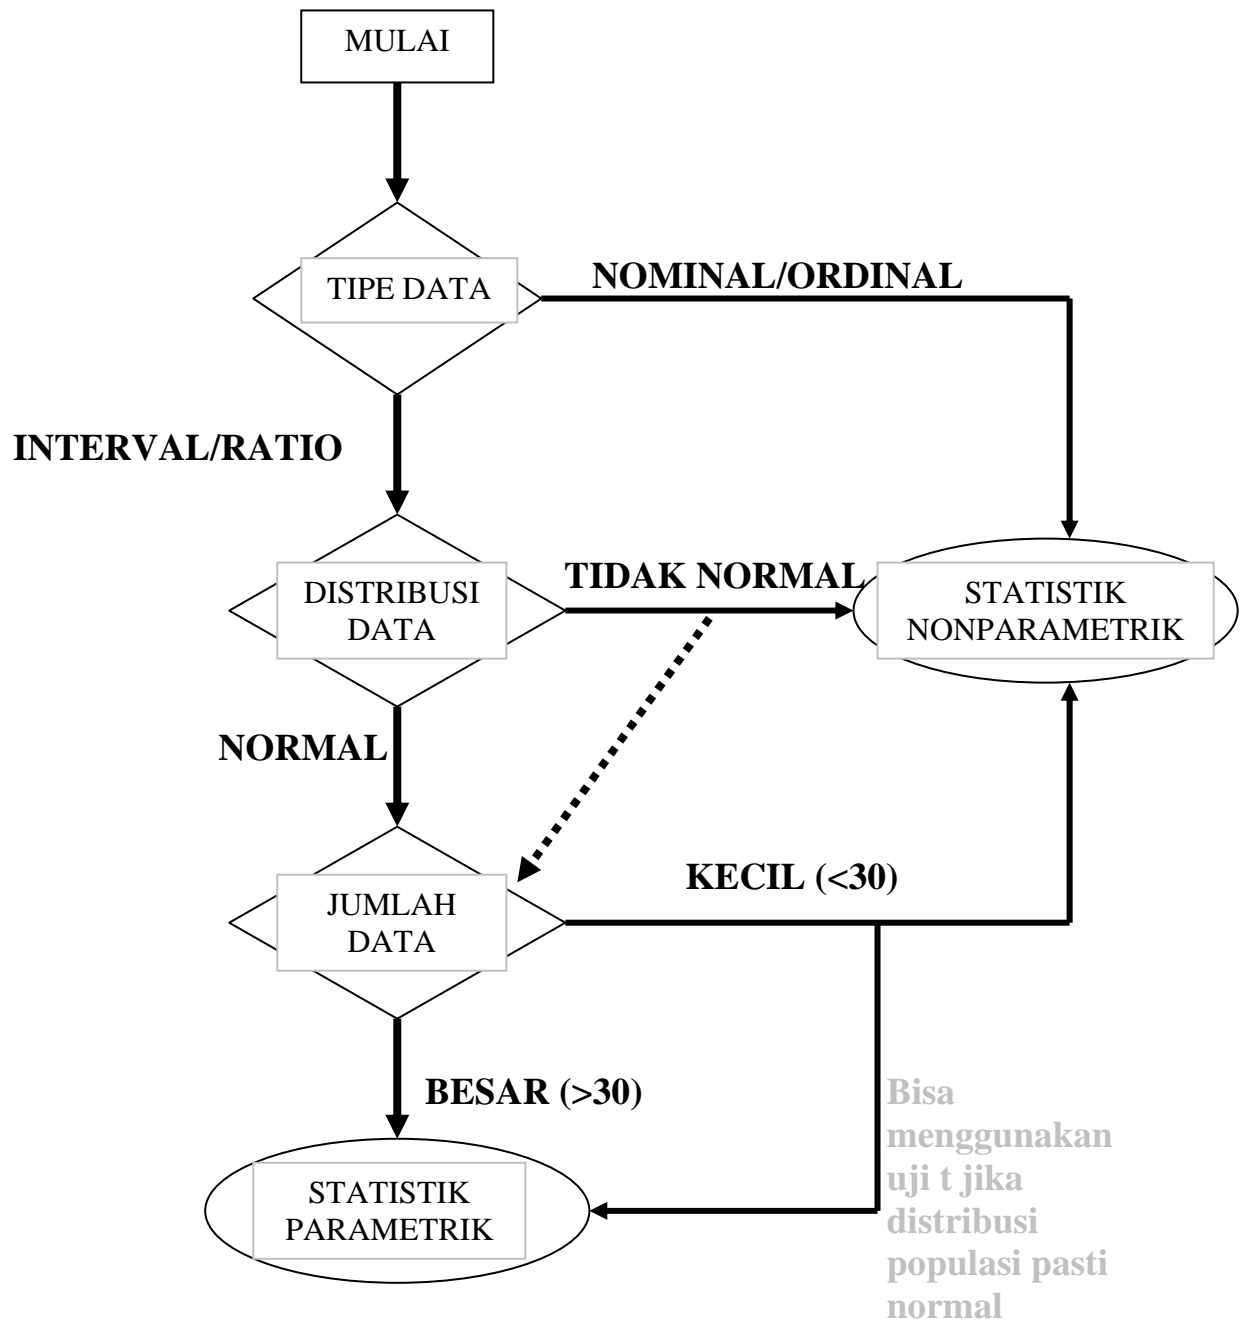 MULAI
TIPE DATA
NOMINAL/ORDINAL
INTERVAL/RATIO
DISTRIBUSI
DATA
TIDAK NORMAL
STATISTIK
NONPARAMETRIK
NORMAL
JUMLAH
DATA
KECIL (<30)
BESAR (>30)
Bisa
menggunakan
uji t jika
distribusi
populasi pasti
normal
STATISTIK
PARAMETRIK